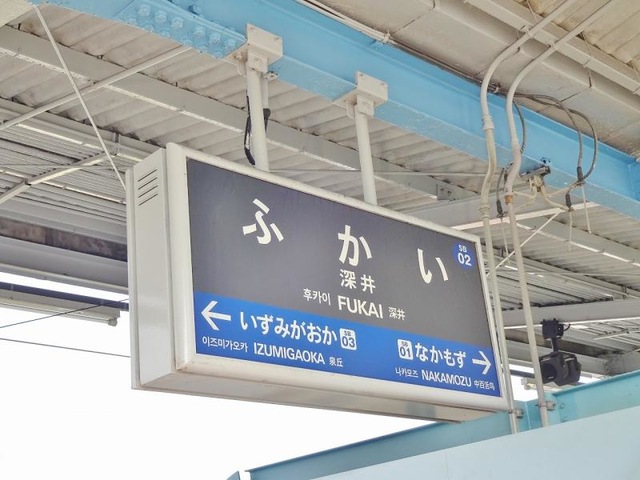 ふかい
SB 02
深井
후카이 FUKAI 深井
← いずみがおか SB 03
이즈미가오카 IZUMIGAOKA 泉丘
SB 01 なかもず →
나카모즈 NAKAMOZU 中百舌鸟